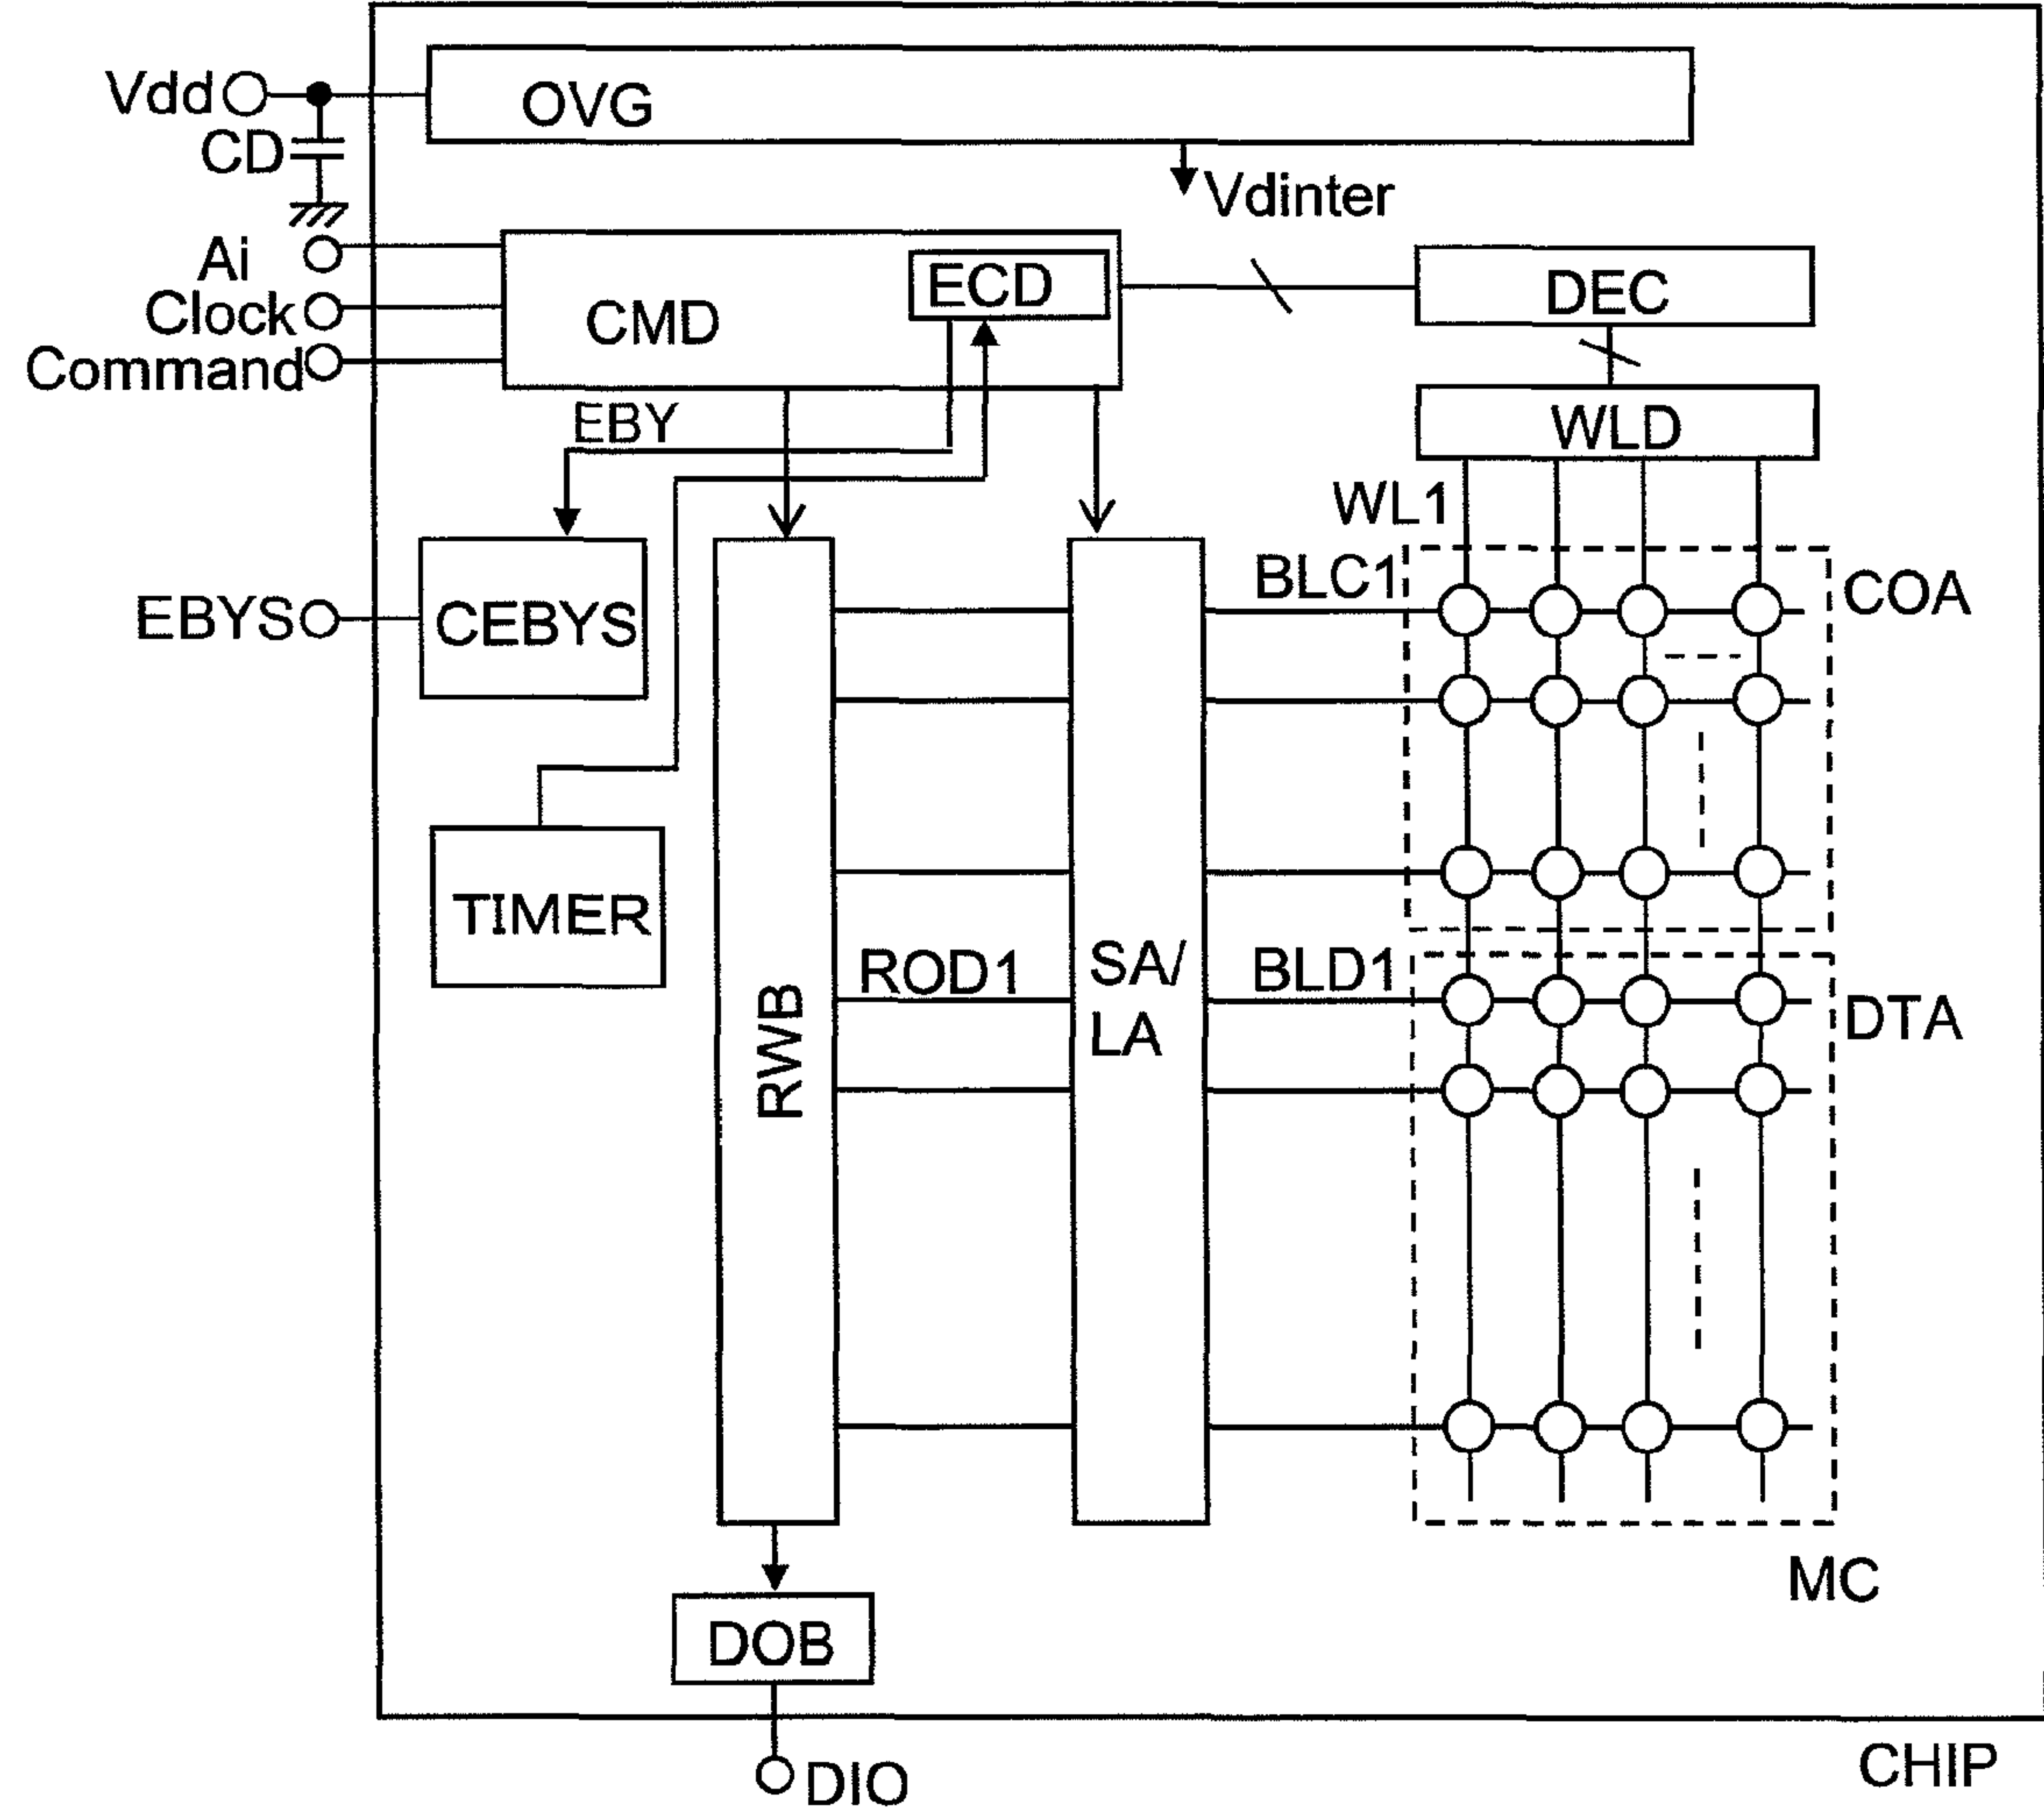 Vdd
OVG
CD
Vdinter
Ai
Clock
Command
CMD
ECD
DEC
WLD
EBY
WL1
BLC1
COA
EBYS
CEBYS
TIMER
RWB
ROD1
SA/
LA
BLD1
DTA
MC
DOB
DIO
CHIP